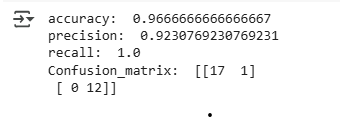 accuracy:  0.9666666666666667
precision:  0.9230769230769231
recall:  1.0
Confusion_matrix:  [[17  1]
 [ 0 12]]